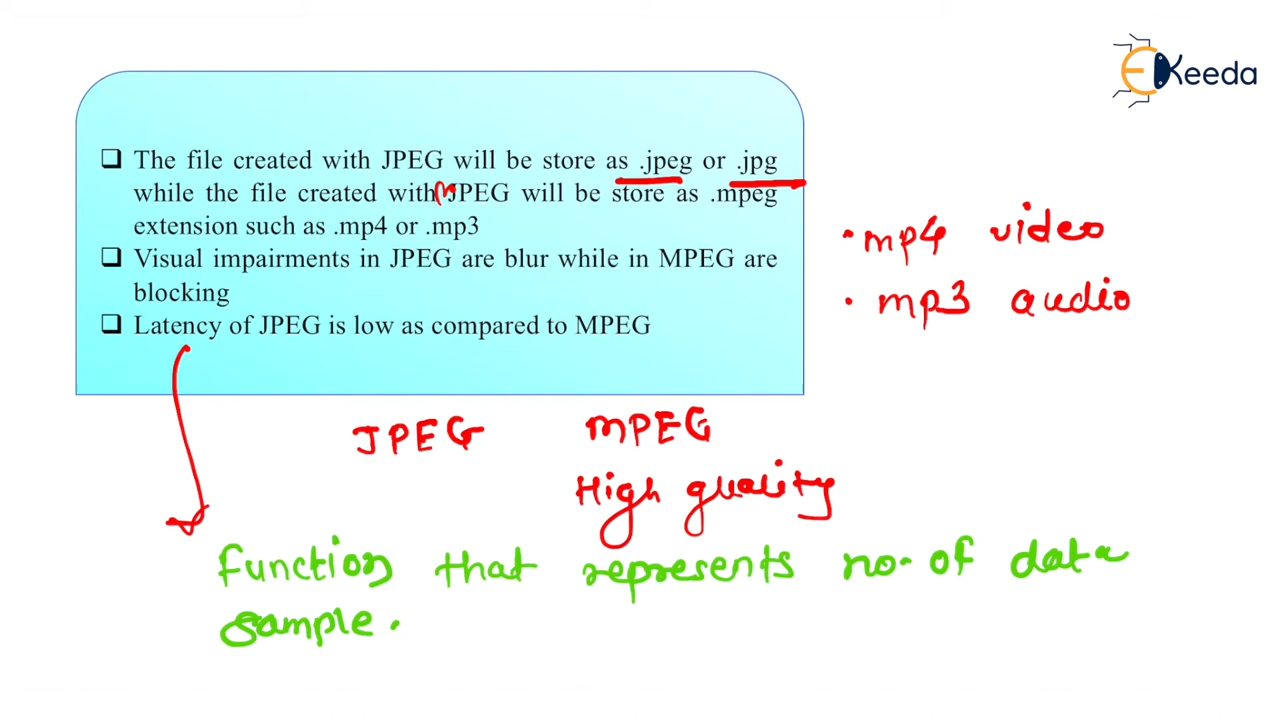 EKeeda
❑ The file created with JPEG will be store as .jpeg or .jpg
while the file created with mJPEG will be store as .mpeg
extension such as .mp4 or .mp3
❑ Visual impairments in JPEG are blur while in MPEG are
blocking
❑ Latency of JPEG is low as compared to MPEG
• mp4 video
• mp3 audio
JPEG MPEG
High quality
function that represents no. of data
sample.